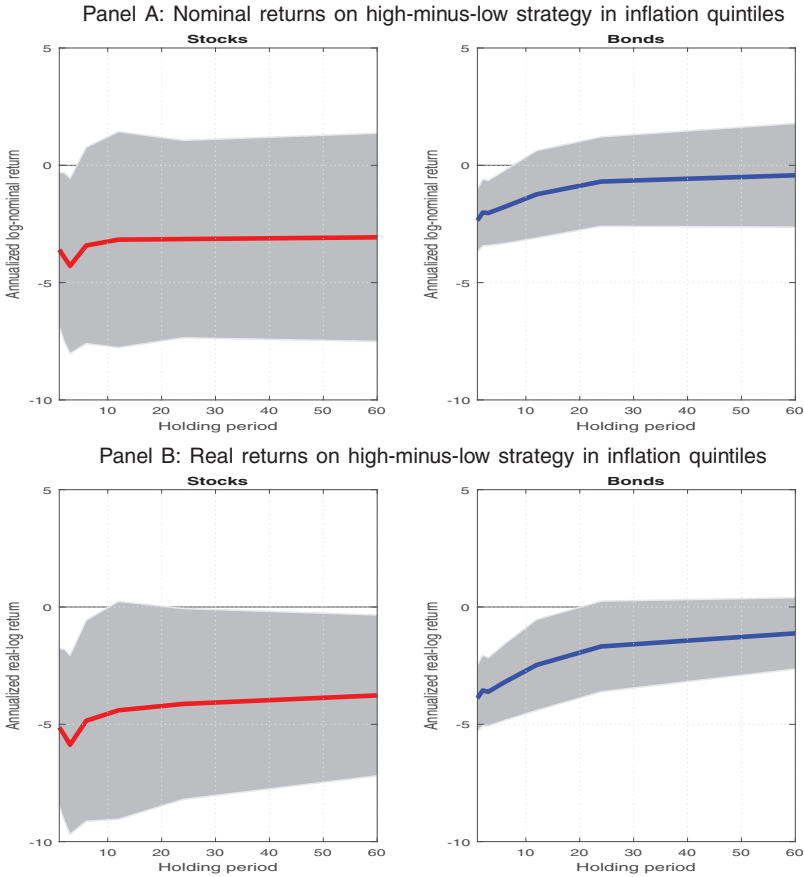 Panel A: Nominal returns on high-minus-low strategy in inflation quintiles
Stocks
Bonds
5
0
-5
-10
Annualized log-nominal return
10 20 30 40 50 60
Holding period
5
0
-5
-10
Annualized log-nominal return
10 20 30 40 50 60
Holding period
Panel B: Real returns on high-minus-low strategy in inflation quintiles
Stocks
Bonds
5
0
-5
-10
Annualized real-log return
10 20 30 40 50 60
Holding period
5
0
-5
-10
Annualized real-log return
10 20 30 40 50 60
Holding period